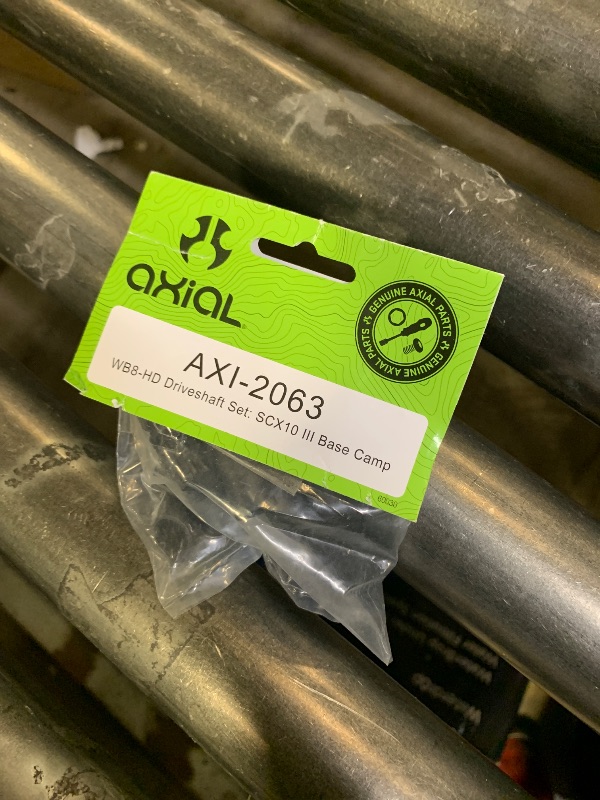 axial
GENUINE AXIAL PARTS
GENUINE AXIAL PARTS
AXI-2063
WB8-HD Driveshaft Set: SCX10 III Base Camp